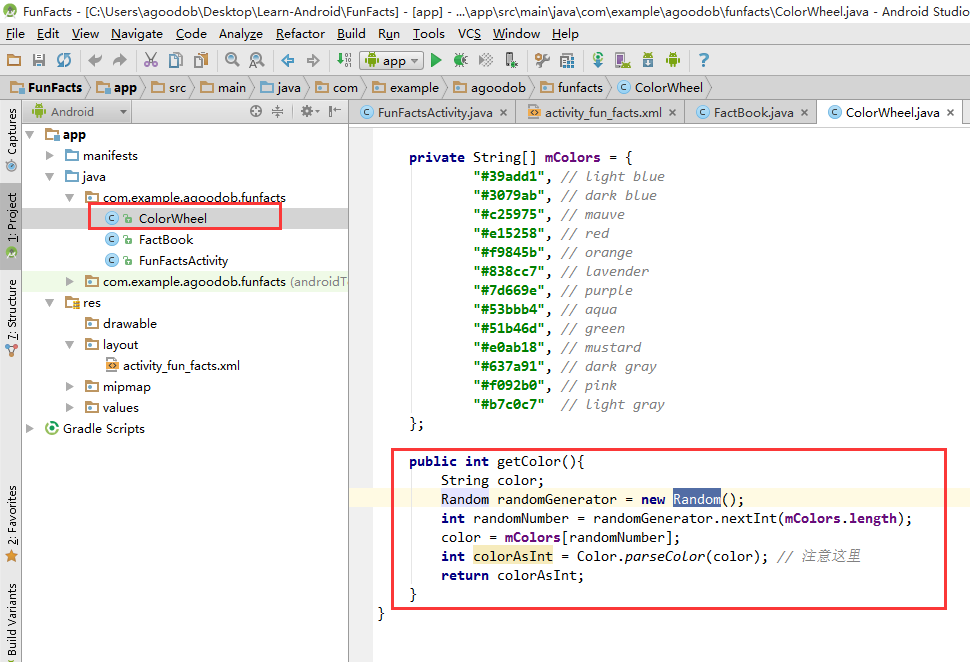 FunFacts - [C:\Users\agoodob\Desktop\Learn-Android\FunFacts] - [app] - ...\app\src\main\java\com\example\agoodob\funfacts\ColorWheel.java - Android Studio
File Edit View Navigate Code Analyze Refactor Build Run Tools VCS Window Help
app
FunFacts app src main java com example agoodob funfacts ColorWheel
Captures
1: Project
7: Structure
2: Favorites
Build Variants
Android
app
manifests
java
com.example.agoodob.funfacts
ColorWheel
FactBook
FunFactsActivity
com.example.agoodob.funfacts (androidTe
res
drawable
layout
activity_fun_facts.xml
mipmap
values
Gradle Scripts
FunFactsActivity.java activity_fun_facts.xml FactBook.java ColorWheel.java
private String[] mColors = {
"#39add1", // light blue
"#3079ab", // dark blue
"#c25975", // mauve
"#e15258", // red
"#f9845b", // orange
"#838cc7", // lavender
"#7d669e", // purple
"#53bbb4", // aqua
"#51b46d", // green
"#e0ab18", // mustard
"#637a91", // dark gray
"#f092b0", // pink
"#b7c0c7" // light gray
};
public int getColor(){
String color;
Random randomGenerator = new Random();
int randomNumber = randomGenerator.nextInt(mColors.length);
color = mColors[randomNumber];
int colorAsInt = Color.parseColor(color); // 注意这里
return colorAsInt;
}
}